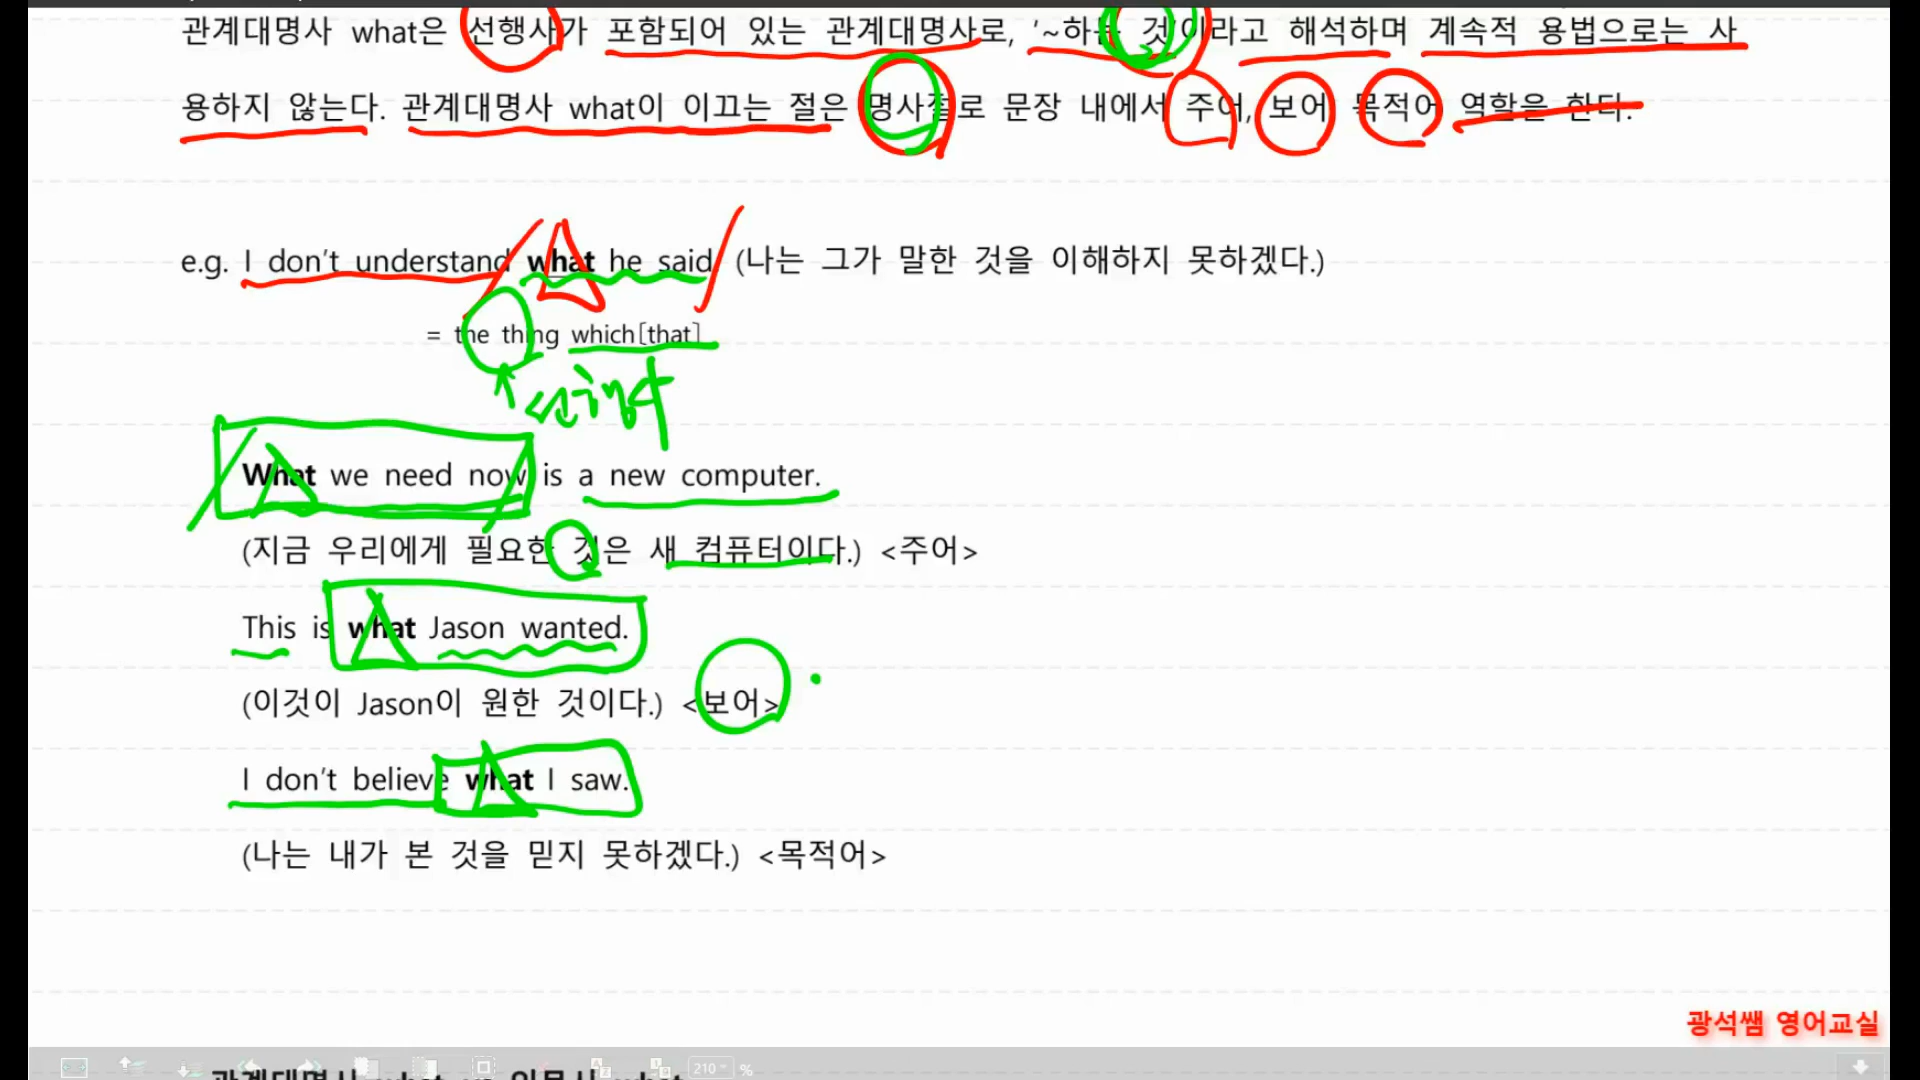 관계대명사 what은 선행사가 포함되어 있는 관계대명사로, '~하는 것'이라고 해석하며 계속적 용법으로는 사
용하지 않는다. 관계대명사 what이 이끄는 절은 명사절로 문장 내에서 주어, 보어 목적어 역할을 한다.
e.g. I don't understand what he said (나는 그가 말한 것을 이해하지 못하겠다.)
= the thing which[that]
선행사
What we need now is a new computer.
(지금 우리에게 필요한 것은 새 컴퓨터이다.) <주어>
This is what Jason wanted.
(이것이 Jason이 원한 것이다.) <보어>
I don't believe what I saw.
(나는 내가 본 것을 믿지 못하겠다.) <목적어>
광석쌤 영어교실
210 %